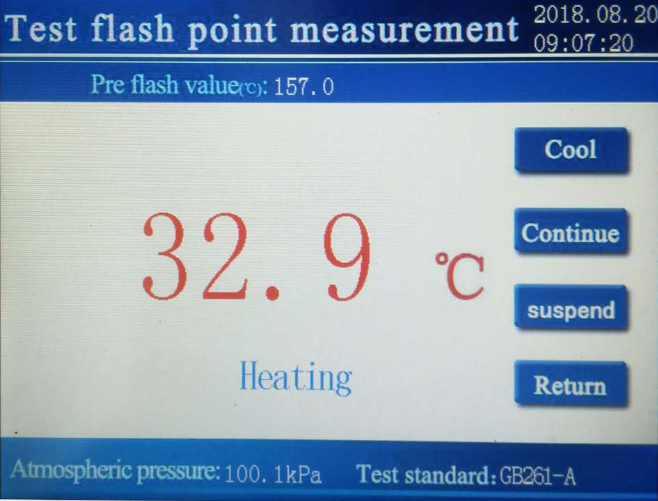 Test flash point measurement
2018.08.20
09:07:20
Pre flash value(℃): 157.0
Cool
32.9 ℃
Continue
suspend
Heating
Return
Atmospheric pressure: 100.1kPa Test standard: GB261-A